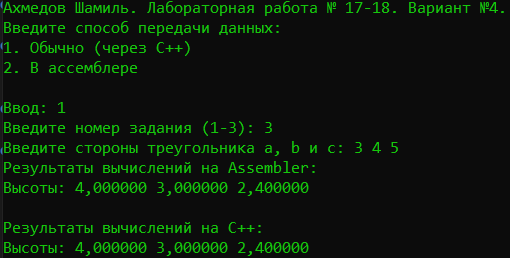 Ахмедов Шамиль. Лабораторная работа № 17-18. Вариант №4.
Введите способ передачи данных:
1. Обычно (через С++)
2. В ассемблере
Ввод: 1
Введите номер задания (1-3): 3
Введите стороны треугольника a, b и c: 3 4 5
Результаты вычислений на Assembler:
Высоты: 4,000000 3,000000 2,400000
Результаты вычислений на С++:
Высоты: 4,000000 3,000000 2,400000